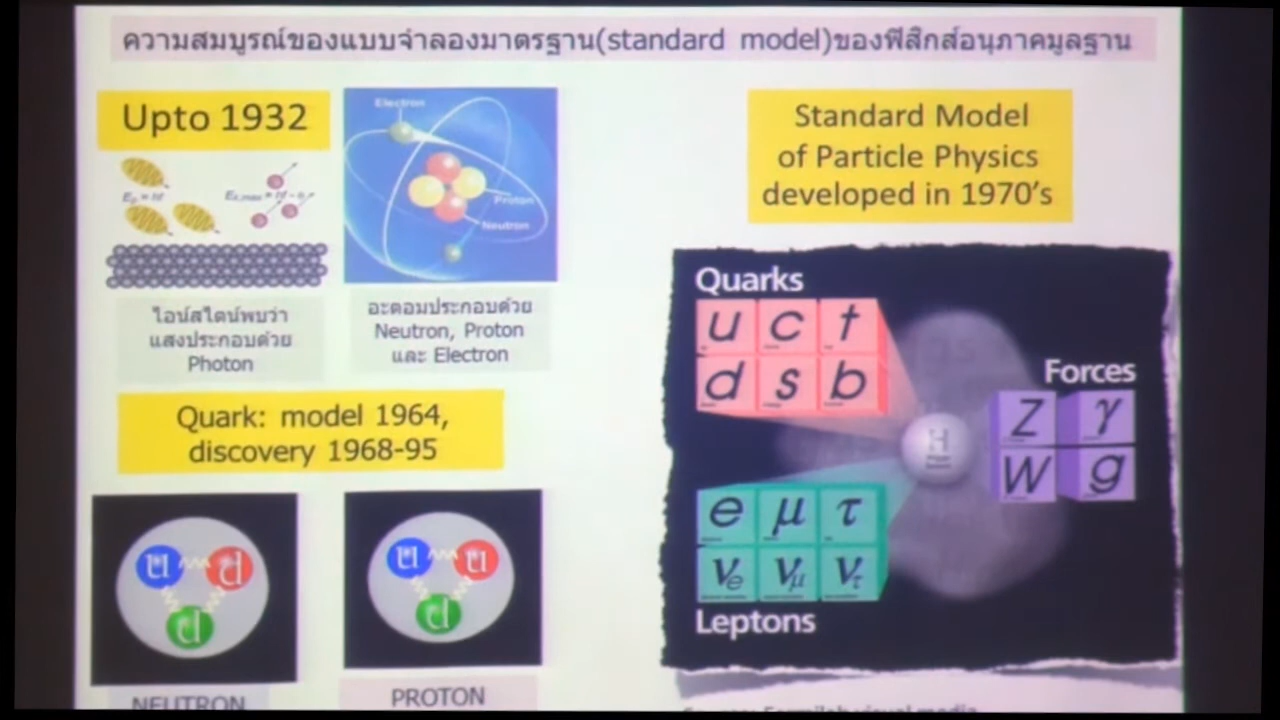 ความสมบูรณ์ของแบบจำลองมาตรฐาน(standard model)ของฟิสิกส์อนุภาคมูลฐาน
Upto 1932
Electron
Proton
Neutron
ไอน์สไตน์พบว่า
แสงประกอบด้วย
Photon
อะตอมประกอบด้วย
Neutron, Proton
และ Electron
Quark: model 1964,
discovery 1968-95
u d
d
NEUTRON
u u
d
PROTON
Standard Model
of Particle Physics
developed in 1970's
Quarks
u c t
d s b
Forces
Z γ
W g
H
e μ τ
νe νμ ντ
Leptons